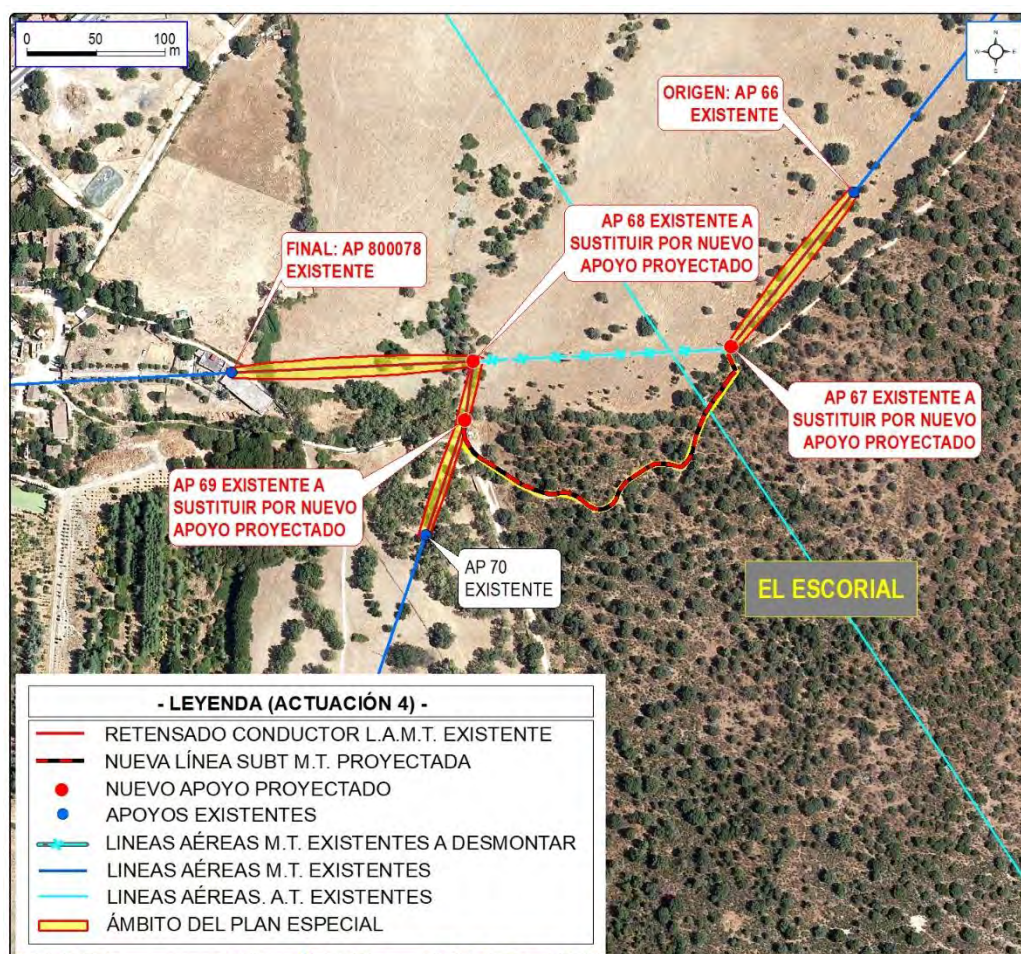 0 50 100
m
N
W E
S
ORIGEN: AP 66
EXISTENTE
AP 68 EXISTENTE A
SUSTITUIR POR NUEVO
APOYO PROYECTADO
FINAL: AP 800078
EXISTENTE
AP 67 EXISTENTE A
SUSTITUIR POR NUEVO
APOYO PROYECTADO
AP 69 EXISTENTE A
SUSTITUIR POR NUEVO
APOYO PROYECTADO
AP 70
EXISTENTE
EL ESCORIAL
- LEYENDA (ACTUACIÓN 4) -
RETENSADO CONDUCTOR L.A.M.T. EXISTENTE
NUEVA LÍNEA SUBT M.T. PROYECTADA
NUEVO APOYO PROYECTADO
APOYOS EXISTENTES
LINEAS AÉREAS M.T. EXISTENTES A DESMONTAR
LINEAS AÉREAS M.T. EXISTENTES
LINEAS AÉREAS. A.T. EXISTENTES
ÁMBITO DEL PLAN ESPECIAL